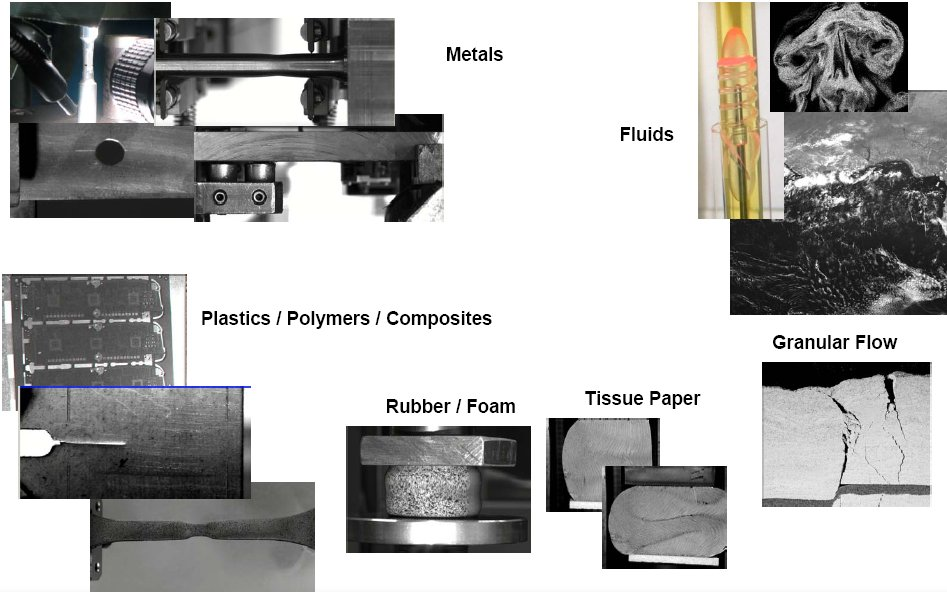 Metals
Fluids
Plastics / Polymers / Composites
Granular Flow
Rubber / Foam
Tissue Paper